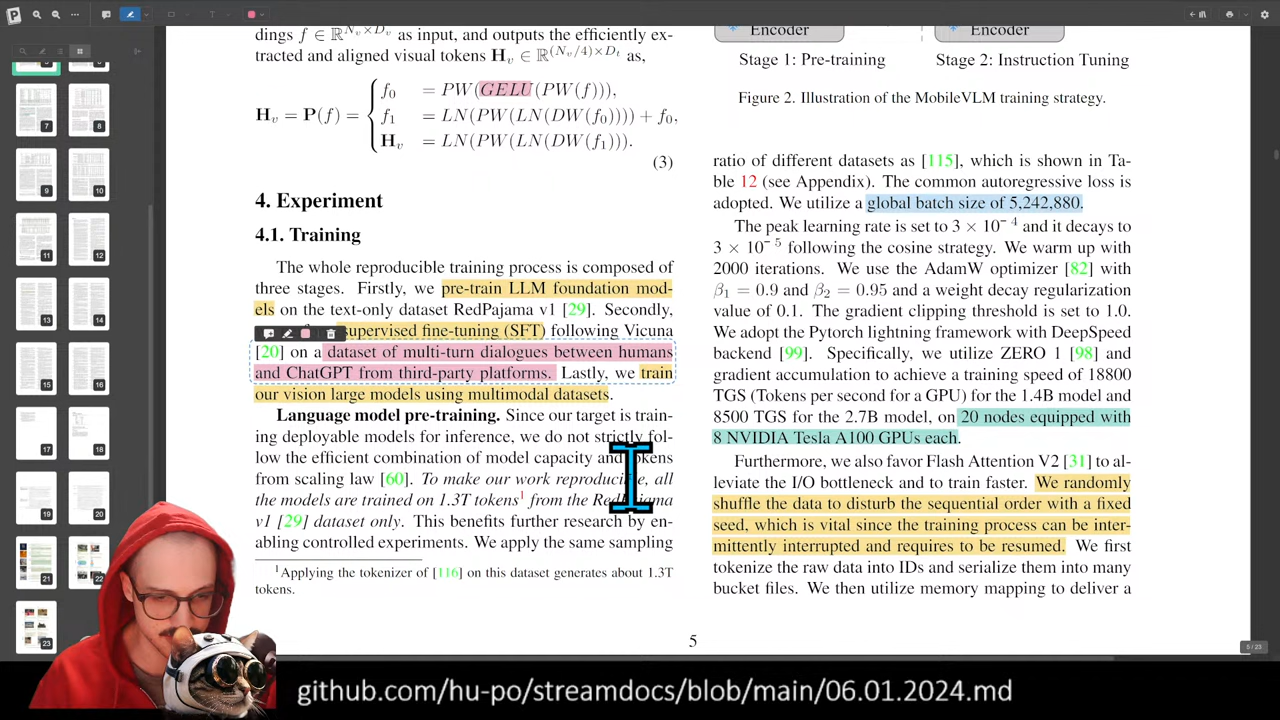 dings f ∈ ℝ^{N_v×D_v} as input, and outputs the efficiently ex-
tracted and aligned visual tokens H_v ∈ ℝ^{(N_v/4)×D_t} as,
f_0 = PW(GELU(PW(f))),
H_v = P(f) = { f_1 = LN(PW(LN(DW(f_0)))) + f_0,
H_v = LN(PW(LN(DW(f_1))).
(3)
4. Experiment
4.1. Training
The whole reproducible training process is composed of
three stages. Firstly, we pre-train LLM foundation mod-
els on the text-only dataset RedPajama v1 [29]. Secondly,
supervised fine-tuning (SFT) following Vicuna
[20] on a dataset of multi-turn dialogues between humans
and ChatGPT from third-party platforms. Lastly, we train
our vision large models using multimodal datasets.
Language model pre-training. Since our target is train-
ing deployable models for inference, we do not strictly fol-
low the efficient combination of model capacity and tokens
from scaling law [60]. To make our work reproducible, all
the models are trained on 1.3T tokens¹ from the RedPajama
v1 [29] dataset only. This benefits further research by en-
abling controlled experiments. We apply the same sampling
¹Applying the tokenizer of [116] on this dataset generates about 1.3T
tokens.
Encoder Encoder
Stage 1: Pre-training Stage 2: Instruction Tuning
Figure 2. Illustration of the MobileVLM training strategy.
ratio of different datasets as [115], which is shown in Ta-
ble 12 (see Appendix). The common autoregressive loss is
adopted. We utilize a global batch size of 5,242,880.
The peak learning rate is set to 3 × 10⁻⁴ and it decays to
3 × 10⁻⁵ following the cosine strategy. We warm up with
2000 iterations. We use the AdamW optimizer [82] with
β₁ = 0.9 and β₂ = 0.95 and a weight decay regularization
value of 0.1. The gradient clipping threshold is set to 1.0.
We adopt the Pytorch lightning framework with DeepSpeed
backend [99]. Specifically, we utilize ZERO 1 [98] and
gradient accumulation to achieve a training speed of 18800
TGS (Tokens per second for a GPU) for the 1.4B model and
8500 TGS for the 2.7B model, on 20 nodes equipped with
8 NVIDIA Tesla A100 GPUs each.
Furthermore, we also favor Flash Attention V2 [31] to al-
leviate the I/O bottleneck and to train faster. We randomly
shuffle the data to disturb the sequential order with a fixed
seed, which is vital since the training process can be inter-
mittently interrupted and requires to be resumed. We first
tokenize the raw data into IDs and serialize them into many
bucket files. We then utilize memory mapping to deliver a
5
5 / 23
7 8
9 10
11 12
13 14
15 16
17 18
19 20
21 22
23
github.com/hu-po/streamdocs/blob/main/06.01.2024.md